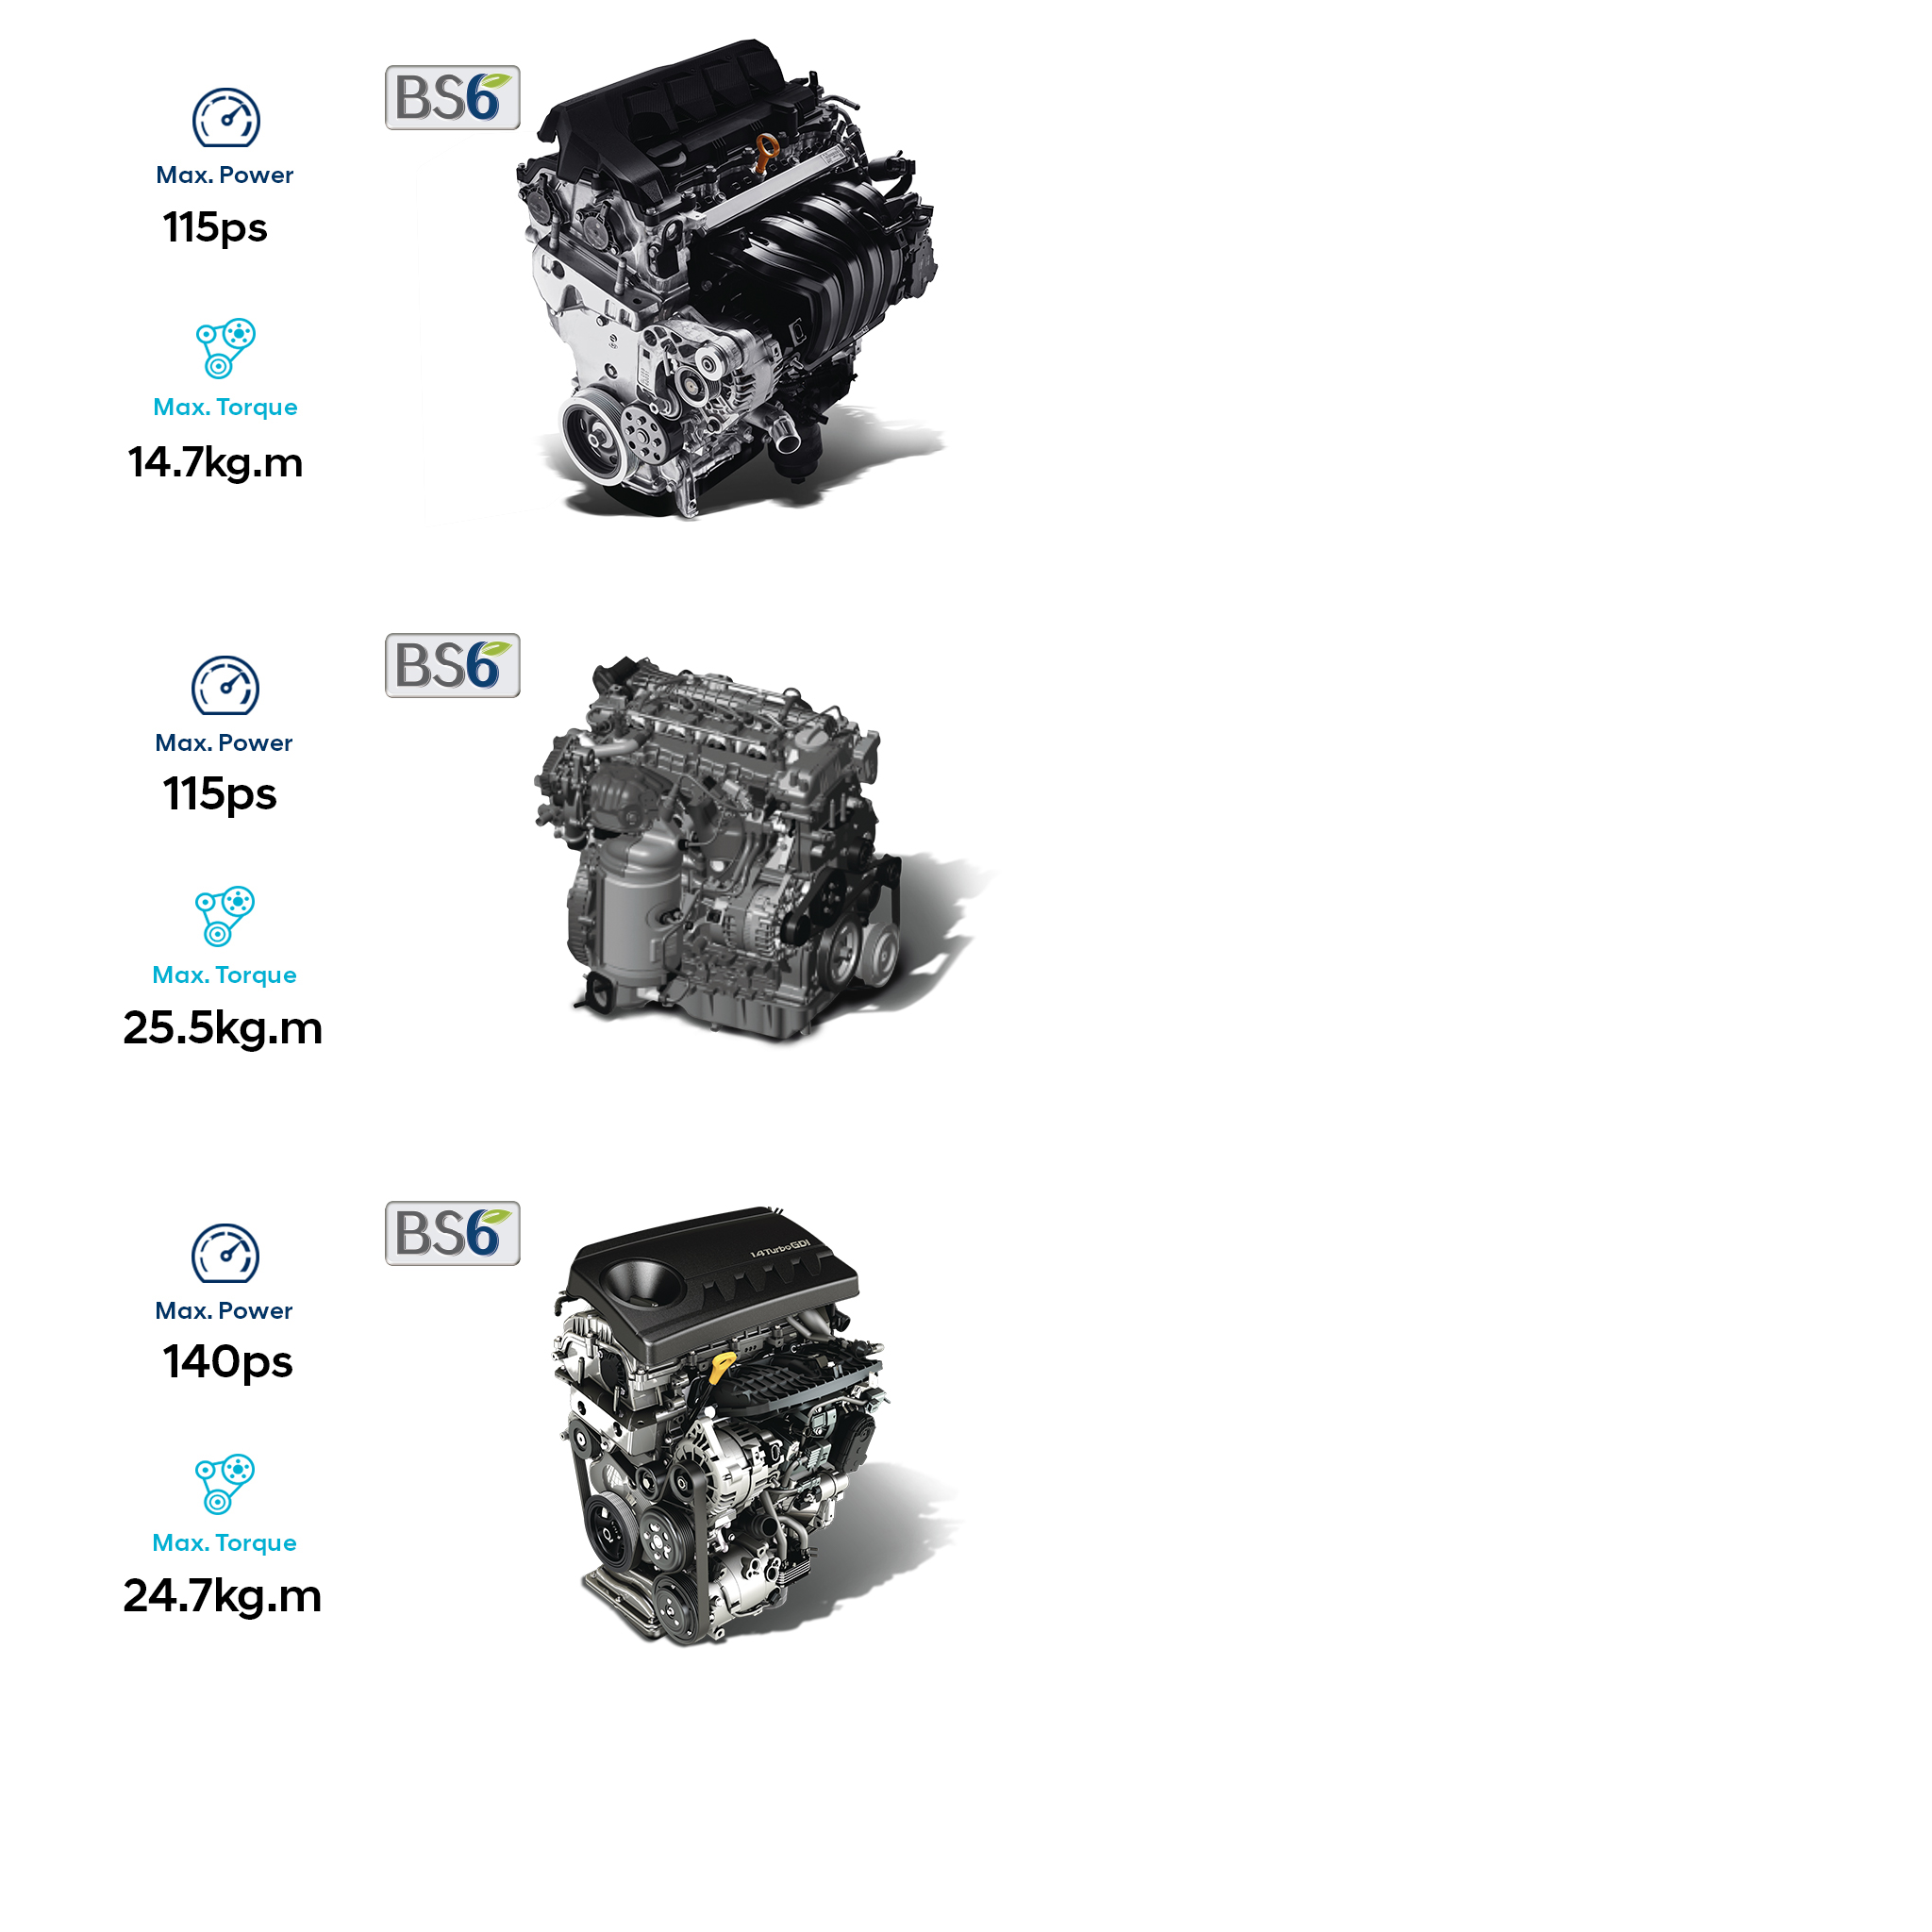 BS6
Max. Power
115ps
Max. Torque
14.7kg.m
BS6
Max. Power
115ps
Max. Torque
25.5kg.m
BS6
1.4 Turbo GDI
Max. Power
140ps
Max. Torque
24.7kg.m